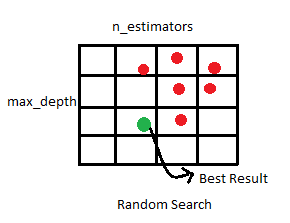 n_estimators
max_depth
Best Result
Random Search